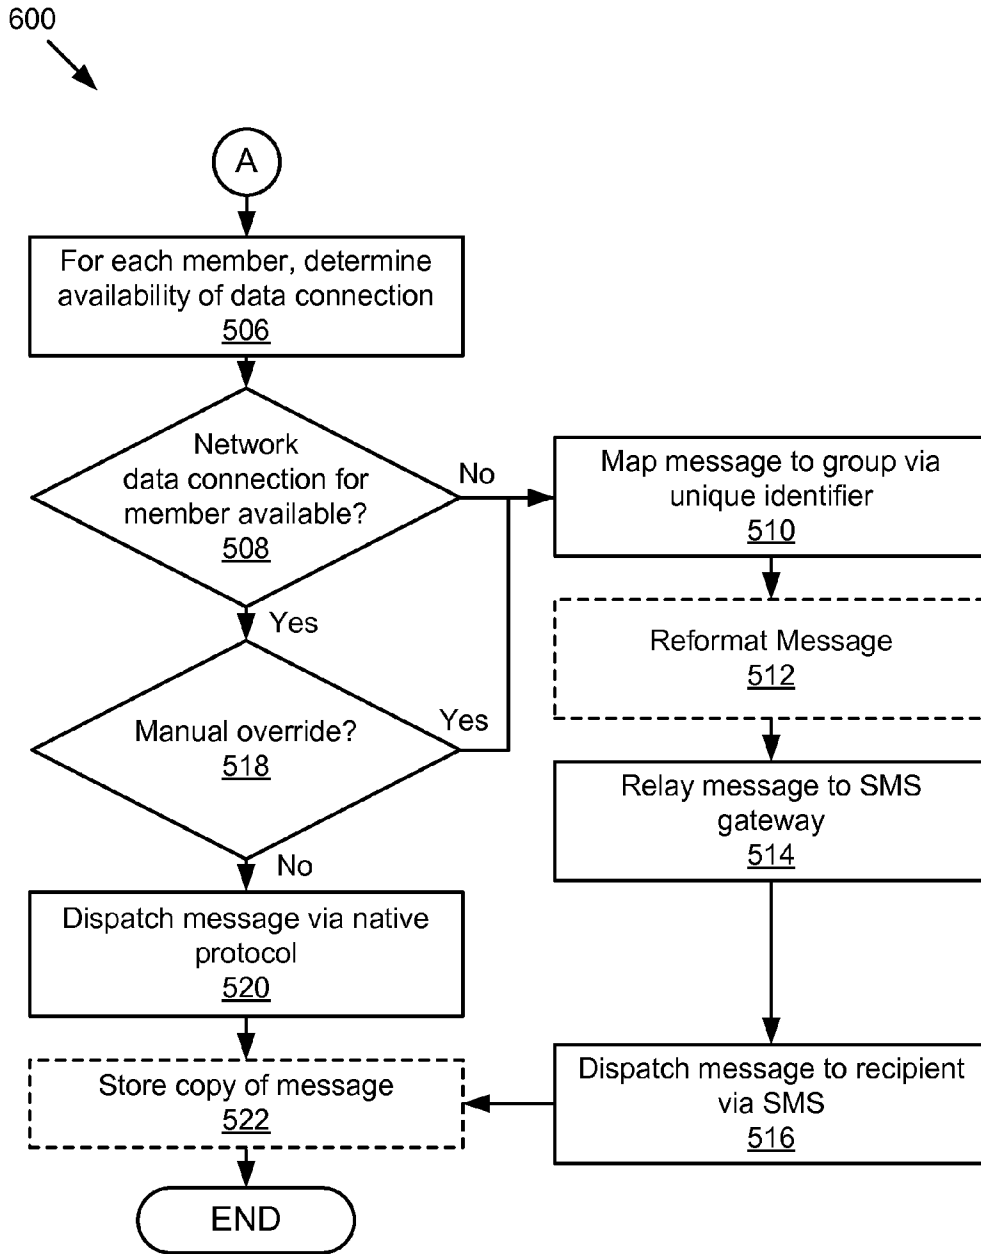 600
A
For each member, determine
availability of data connection
506
Network
data connection for
member available?
508
No
Yes
Map message to group via
unique identifier
510
Reformat Message
512
Manual override?
518
Yes
No
Relay message to SMS
gateway
514
Dispatch message via native
protocol
520
Store copy of message
522
Dispatch message to recipient
via SMS
516
END